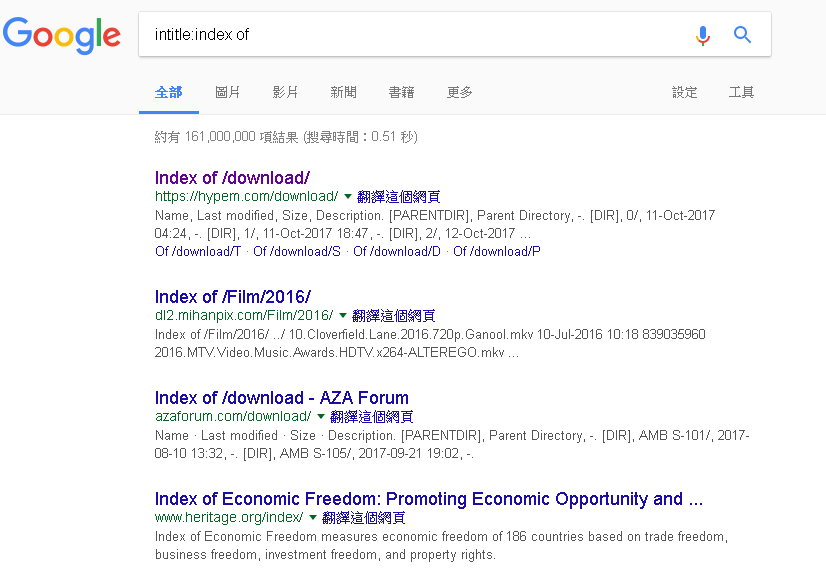 Google
intitle:index of
全部 圖片 影片 新聞 書籍 更多 設定 工具
約有 161,000,000 項結果 (搜尋時間：0.51 秒)
Index of /download/
https://hypem.com/download/ ▼ 翻譯這個網頁
Name, Last modified, Size, Description. [PARENTDIR], Parent Directory, -. [DIR], 0/, 11-Oct-2017
04:24, -. [DIR], 1/, 11-Oct-2017 18:47, -. [DIR], 2/, 12-Oct-2017 ...
Of /download/T · Of /download/S · Of /download/D · Of /download/P
Index of /Film/2016/
dl2.mihanpix.com/Film/2016/ ▼ 翻譯這個網頁
Index of /Film/2016/ ../ 10.Cloverfield.Lane.2016.720p.Ganool.mkv 10-Jul-2016 10:18 839035960
2016.MTV.Video.Music.Awards.HDTV.x264-ALTEREGO.mkv ...
Index of /download - AZA Forum
azaforum.com/download/ ▼ 翻譯這個網頁
Name · Last modified · Size · Description. [PARENTDIR], Parent Directory, -. [DIR], AMB S-101/, 2017-
08-10 13:32, -. [DIR], AMB S-105/, 2017-09-21 19:02, -.
Index of Economic Freedom: Promoting Economic Opportunity and ...
www.heritage.org/index/ ▼ 翻譯這個網頁
Index of Economic Freedom measures economic freedom of 186 countries based on trade freedom,
business freedom, investment freedom, and property rights.